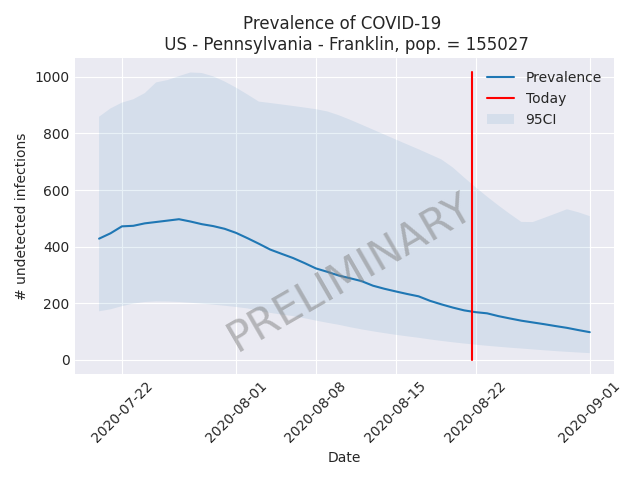 Prevalence of COVID-19
US - Pennsylvania - Franklin, pop. = 155027
1000
800
600
400
200
0
# undetected infections
Prevalence
Today
95CI
PRELIMINARY
2020-07-22
2020-08-01
2020-08-08
2020-08-15
2020-08-22
2020-09-01
Date